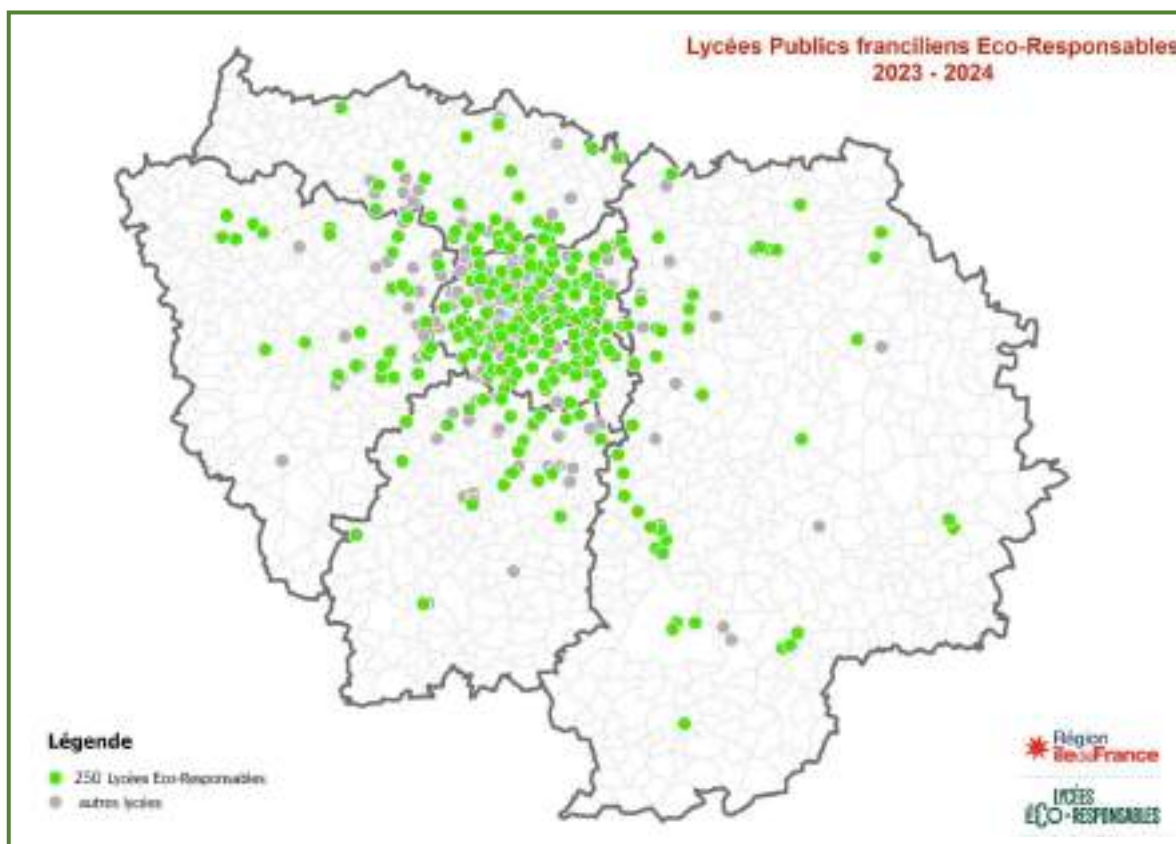 Lycées Publics franciliens Eco-Responsables
2023 - 2024
Légende
250 Lycées Eco-Responsables
autres lycées
Région
îledeFrance
LYCÉES
ÉCO-RESPONSABLES